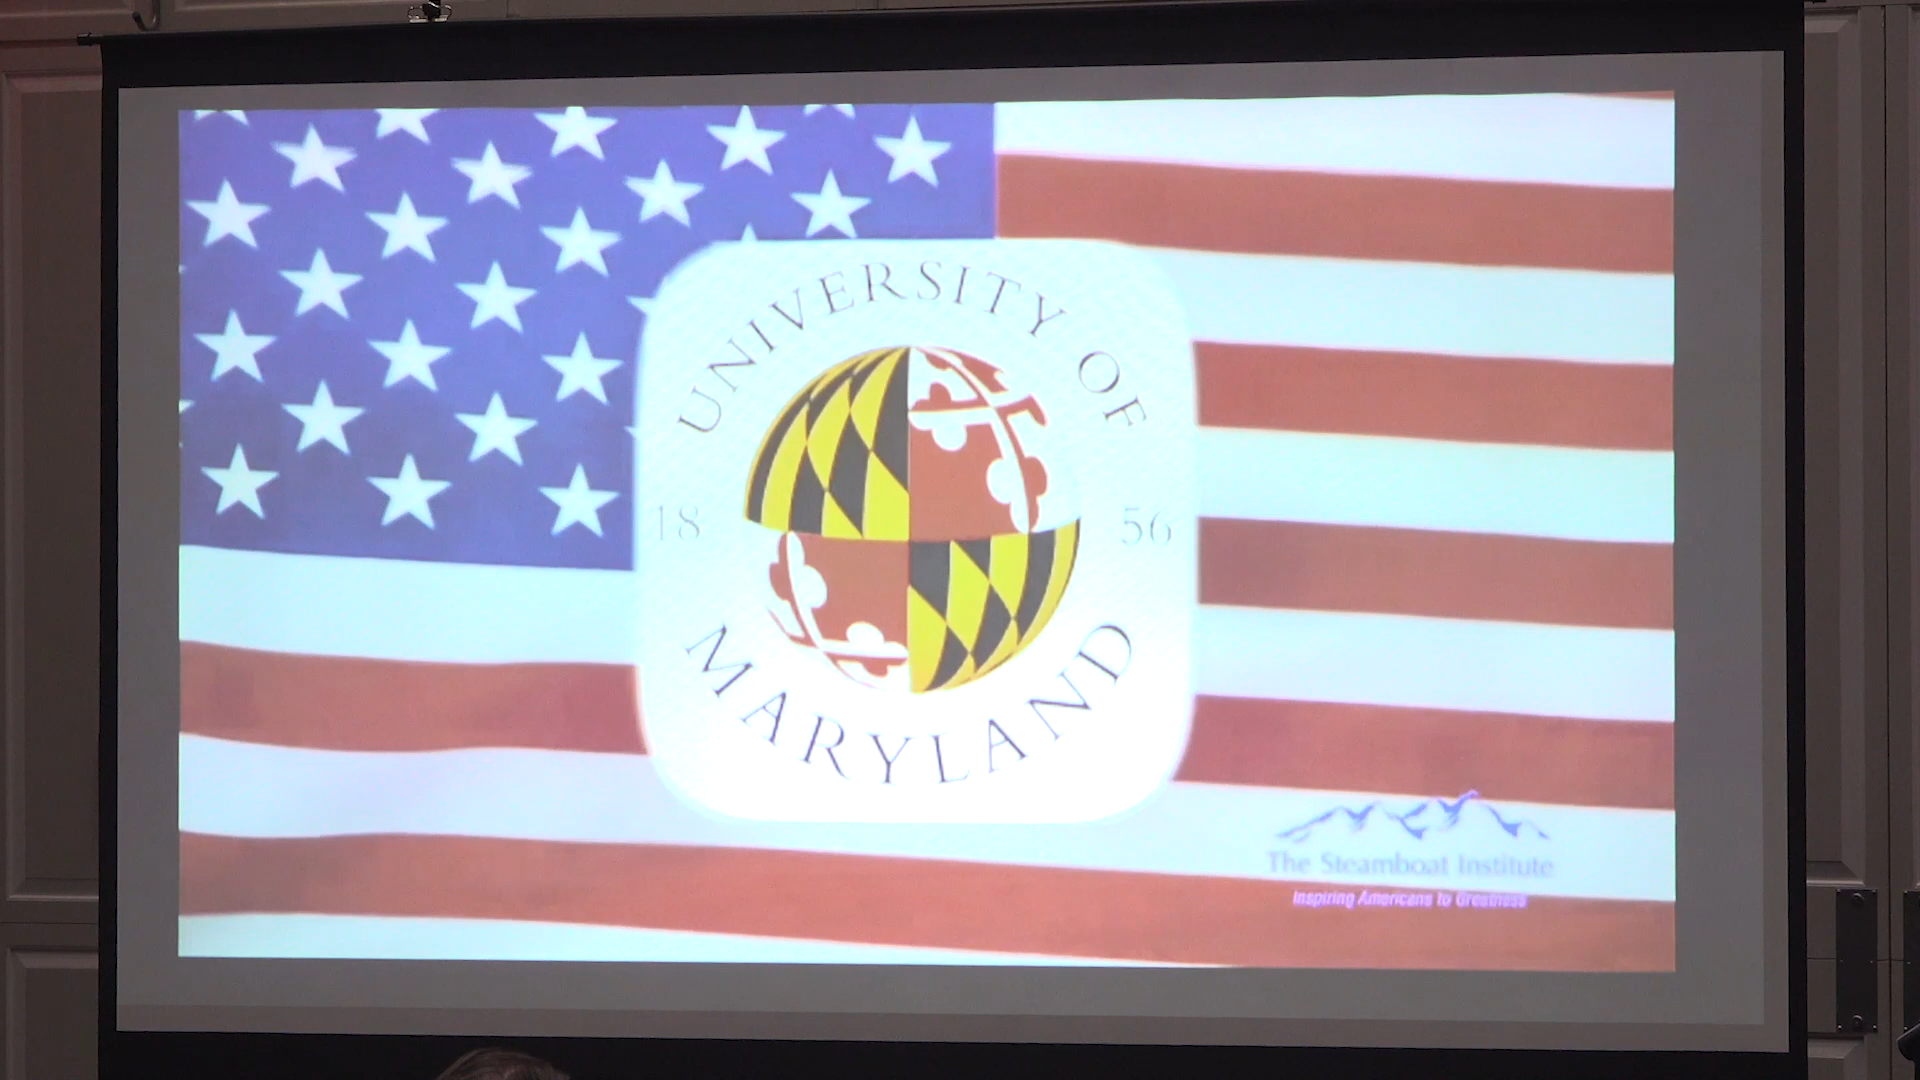 UNIVERSITY OF
18 56
MARYLAND
The Steamboat Institute
Inspiring Americans to Greatness